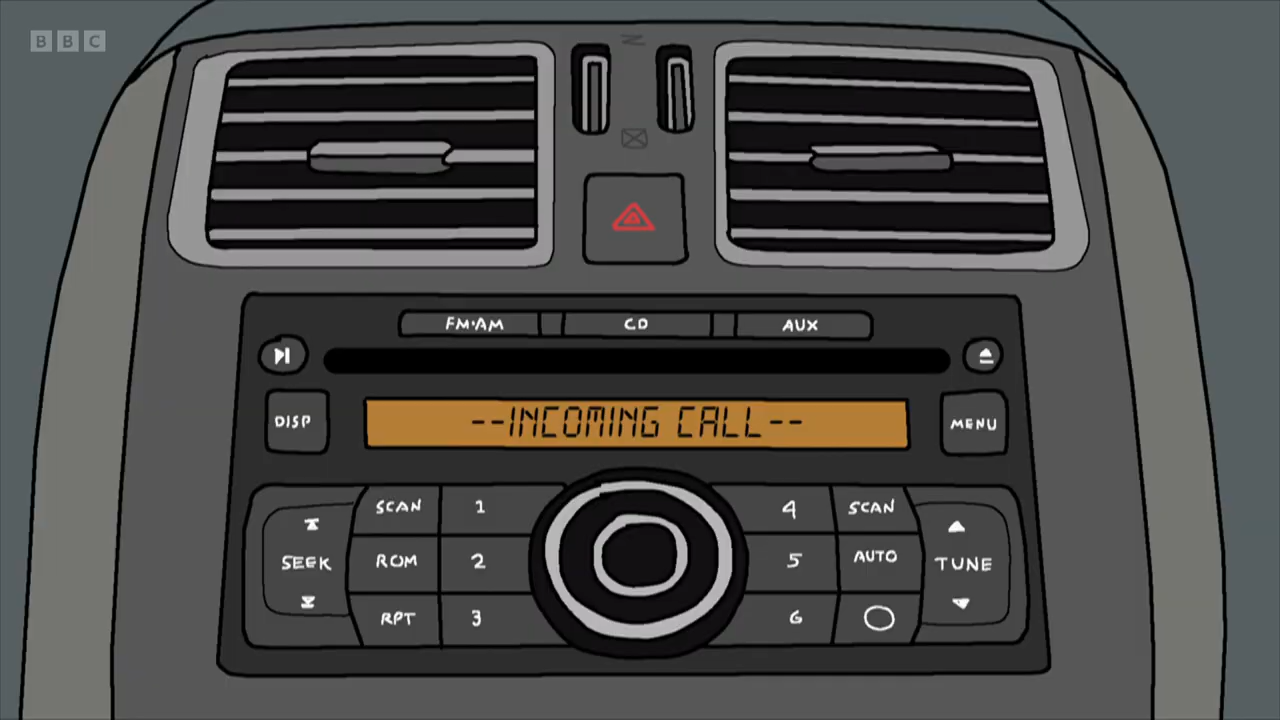 BBC
FM·AM CD AUX
DISP
--INCOMING CALL--
MENU
SCAN 1 4 SCAN
SEEK ROM 2 5 AUTO TUNE
RPT 3 6